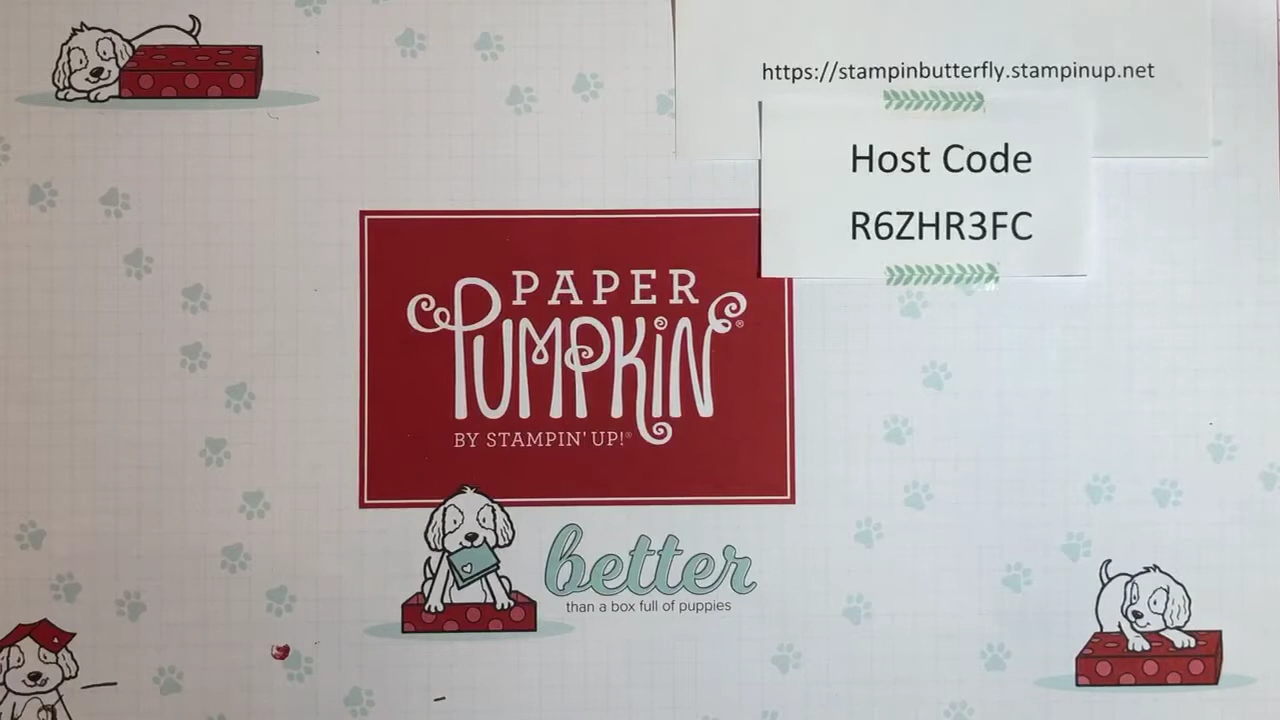 https://stampinbutterfly.stampinup.net
Host Code
R6ZHR3FC
PAPER
PUMPKiN®
BY STAMPIN' UP!®
better
than a box full of puppies